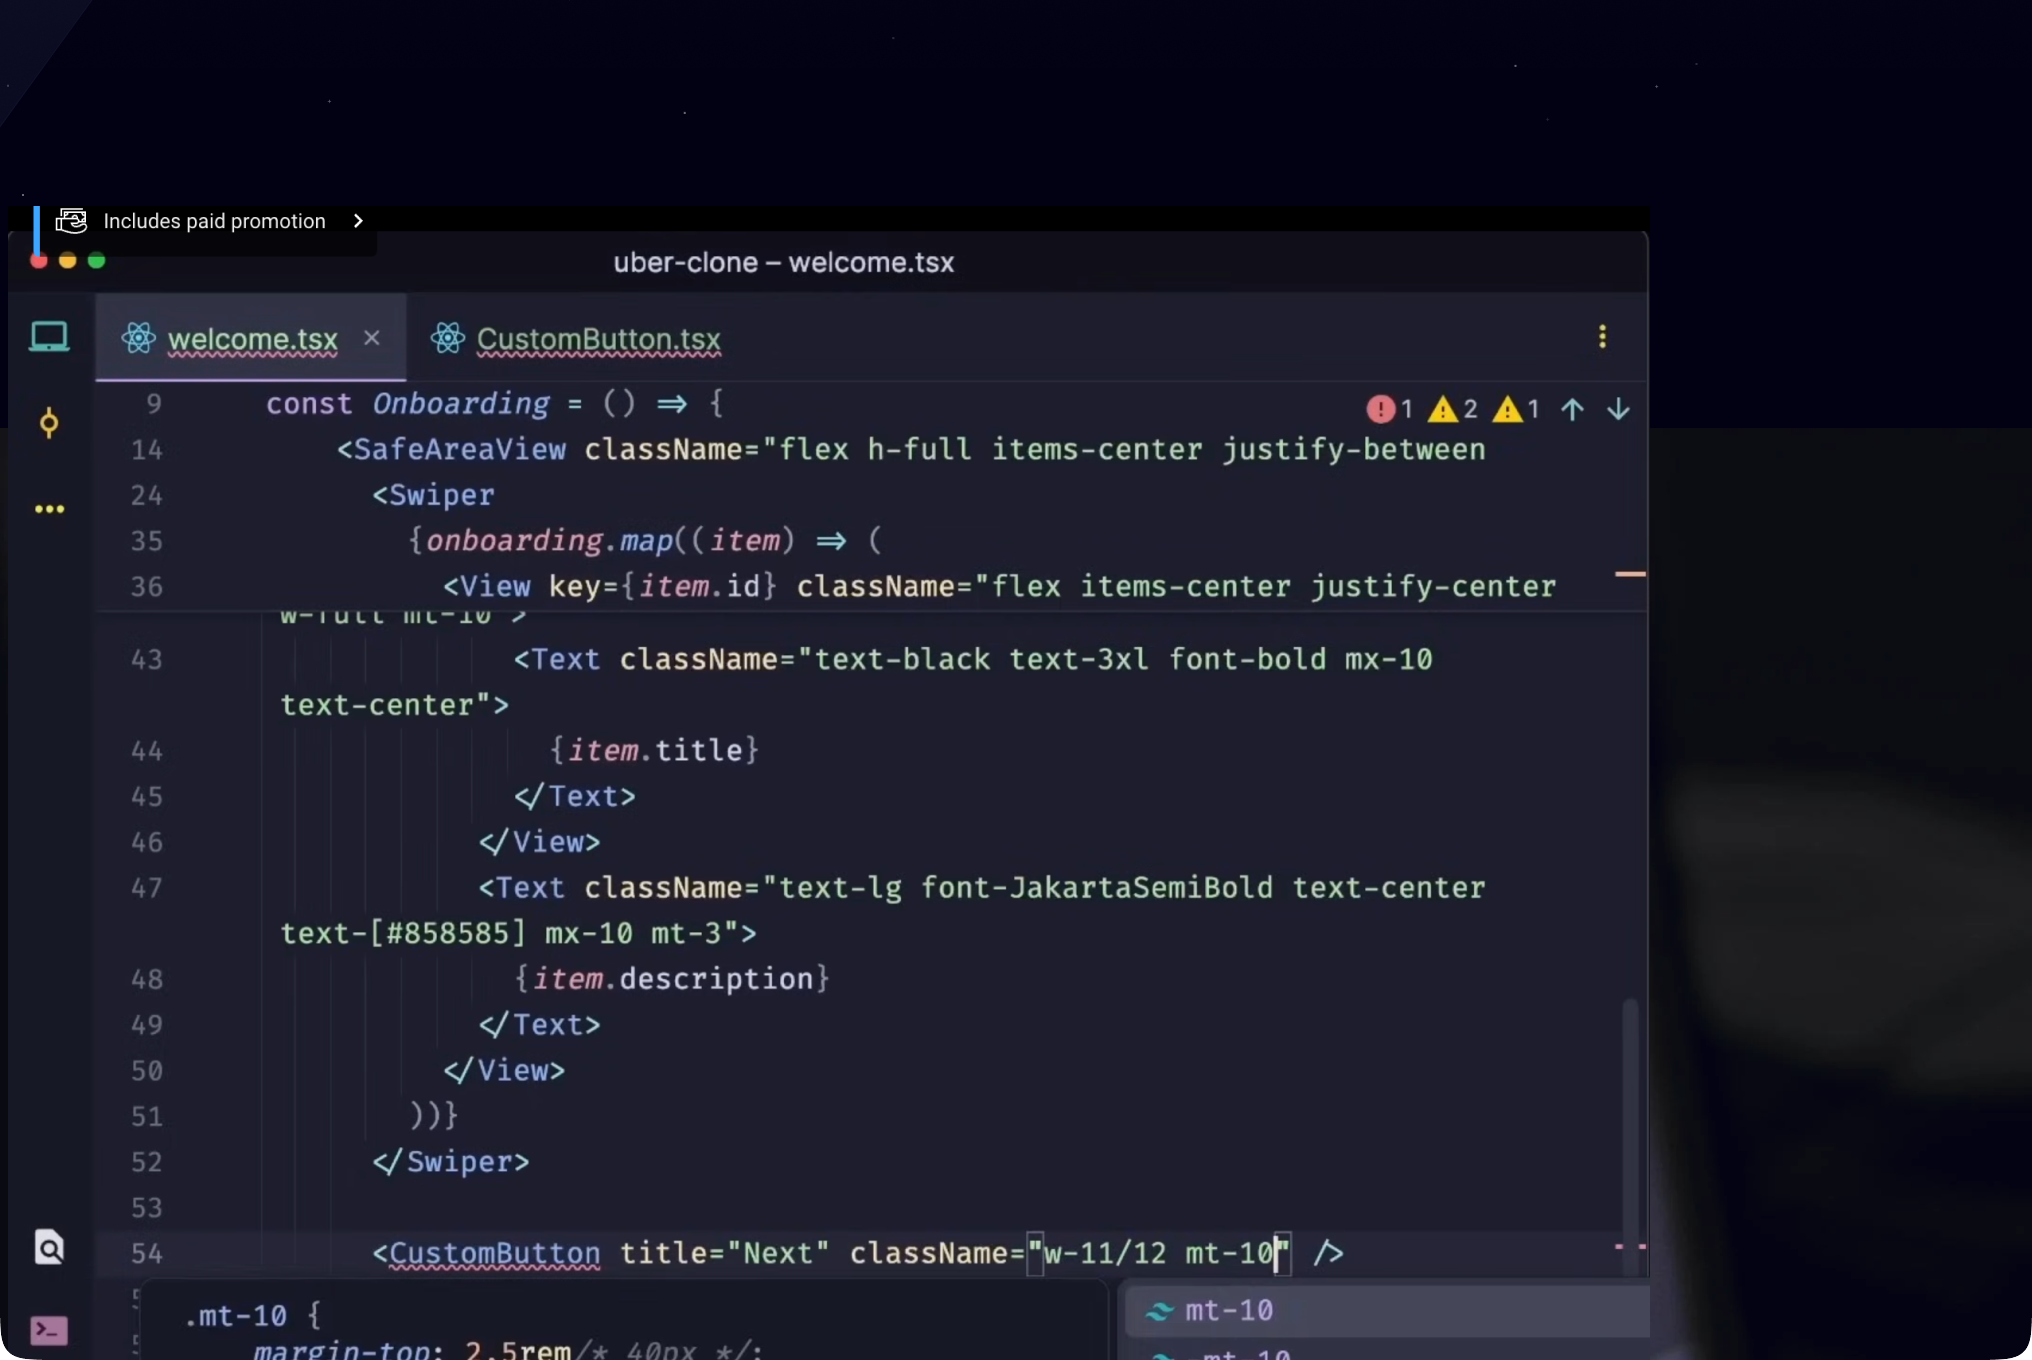 Includes paid promotion
uber-clone – welcome.tsx
welcome.tsx
CustomButton.tsx
9 const Onboarding = () => {
1 2 1
14 <SafeAreaView className="flex h-full items-center justify-between
24 <Swiper
35 {onboarding.map((item) => (
36 <View key={item.id} className="flex items-center justify-center
w-full mt-10">
43 <Text className="text-black text-3xl font-bold mx-10
text-center">
44 {item.title}
45 </Text>
46 </View>
47 <Text className="text-lg font-JakartaSemiBold text-center
text-[#858585] mx-10 mt-3">
48 {item.description}
49 </Text>
50 </View>
51 ))}
52 </Swiper>
53
54 <CustomButton title="Next" className="w-11/12 mt-10" />
.mt-10 {
margin-top: 2.5rem/* 40px */;
mt-10
-mt-10